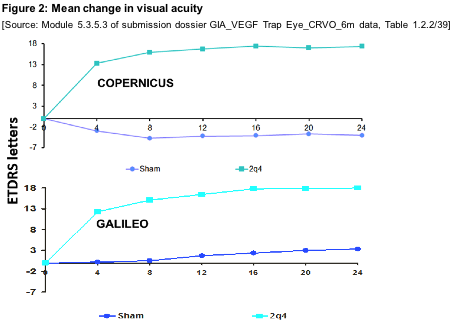 Figure 2: Mean change in visual acuity
[Source: Module 5.3.5.3 of submission dossier GIA_VEGF Trap Eye_CRVO_6m data, Table 1.2.2/39]
18
13
8
3
-2
-7
COPERNICUS
0 4 8 12 16 20 24
Sham 2q4
ETDRS letters
18
13
8
3
-2
-7
GALILEO
0 4 8 12 16 20 24
Sham 2q4